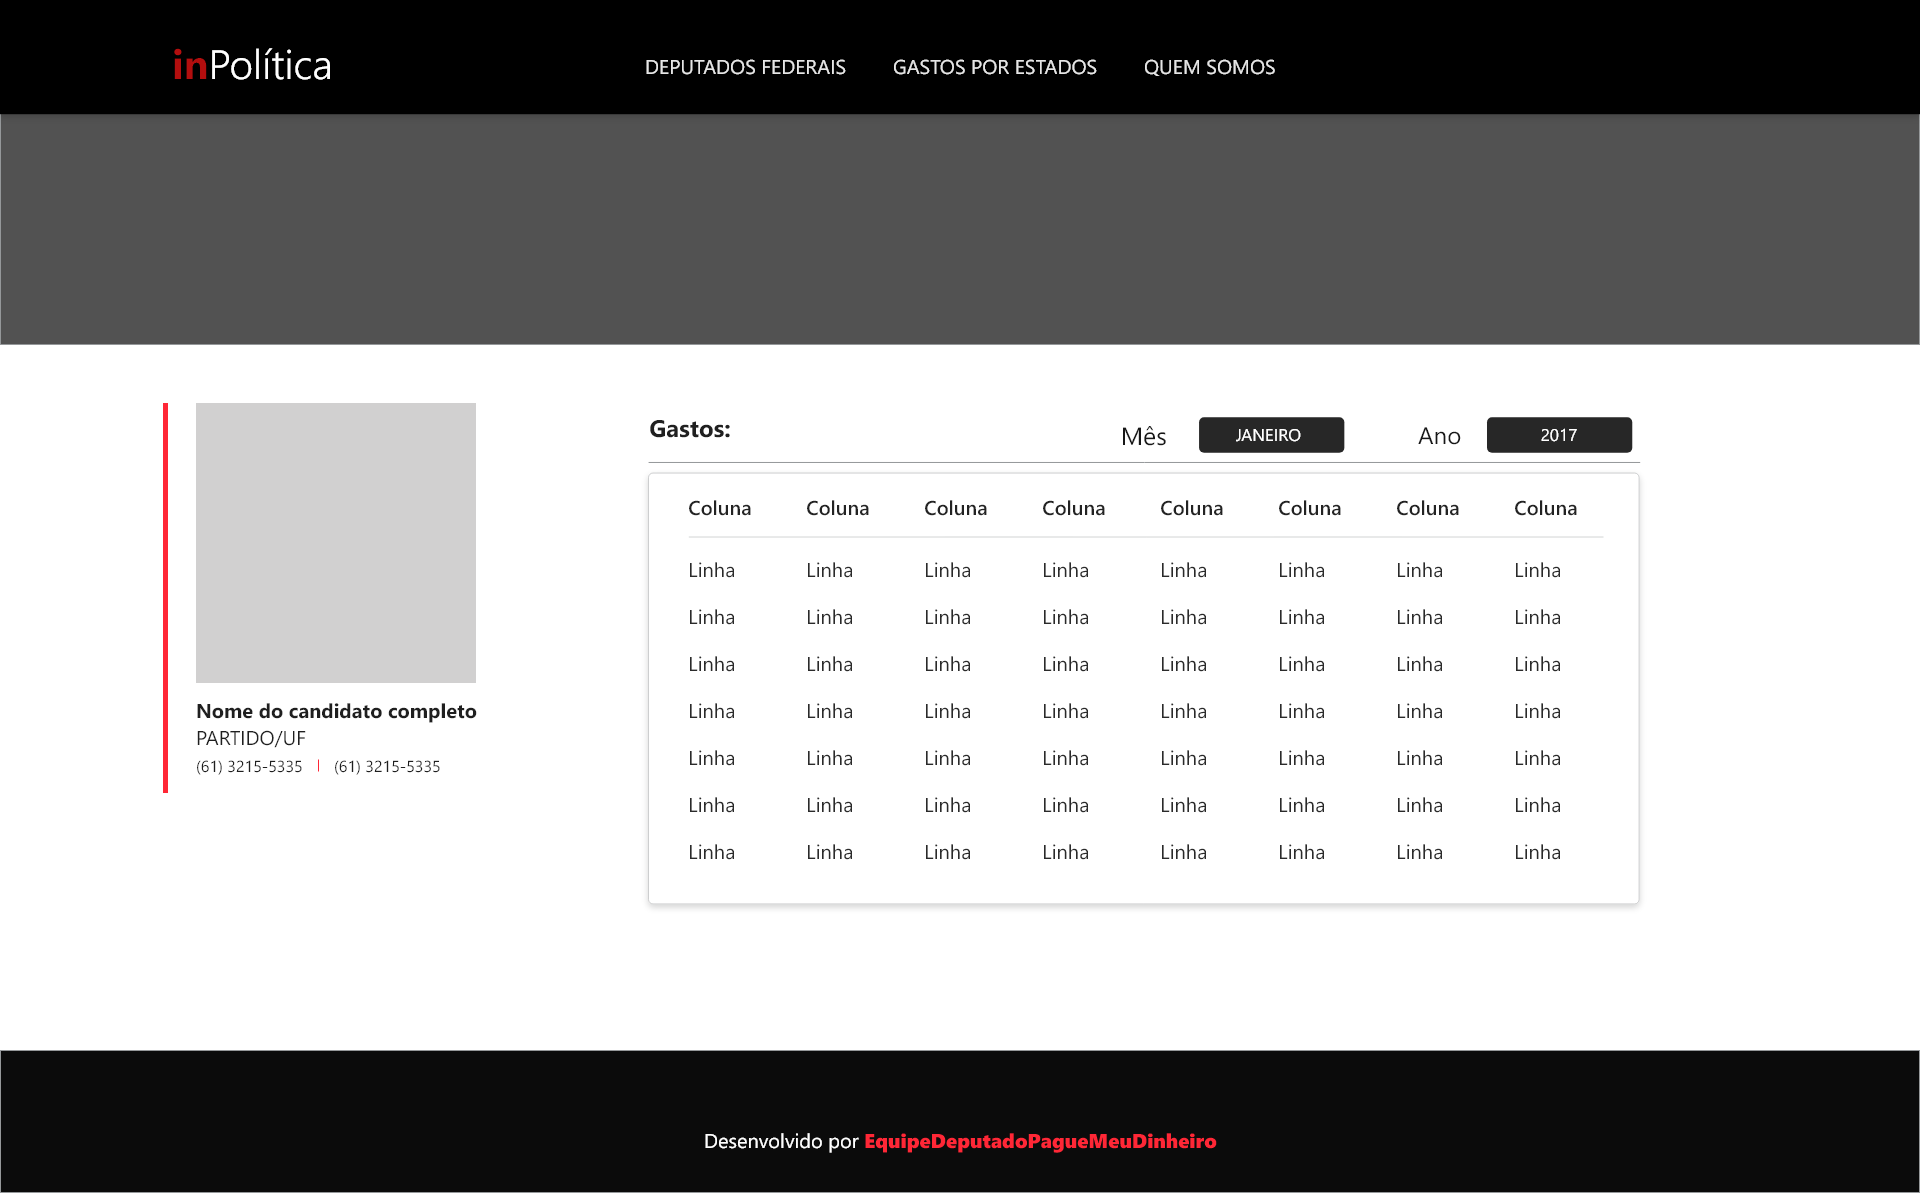 inPolítica
DEPUTADOS FEDERAIS GASTOS POR ESTADOS QUEM SOMOS
Nome do candidato completo
PARTIDO/UF
(61) 3215-5335 | (61) 3215-5335
Gastos: Mês JANEIRO Ano 2017
Coluna Coluna Coluna Coluna Coluna Coluna Coluna Coluna
Linha Linha Linha Linha Linha Linha Linha Linha
Linha Linha Linha Linha Linha Linha Linha Linha
Linha Linha Linha Linha Linha Linha Linha Linha
Linha Linha Linha Linha Linha Linha Linha Linha
Linha Linha Linha Linha Linha Linha Linha Linha
Linha Linha Linha Linha Linha Linha Linha Linha
Linha Linha Linha Linha Linha Linha Linha Linha
Desenvolvido por EquipeDeputadoPagueMeuDinheiro